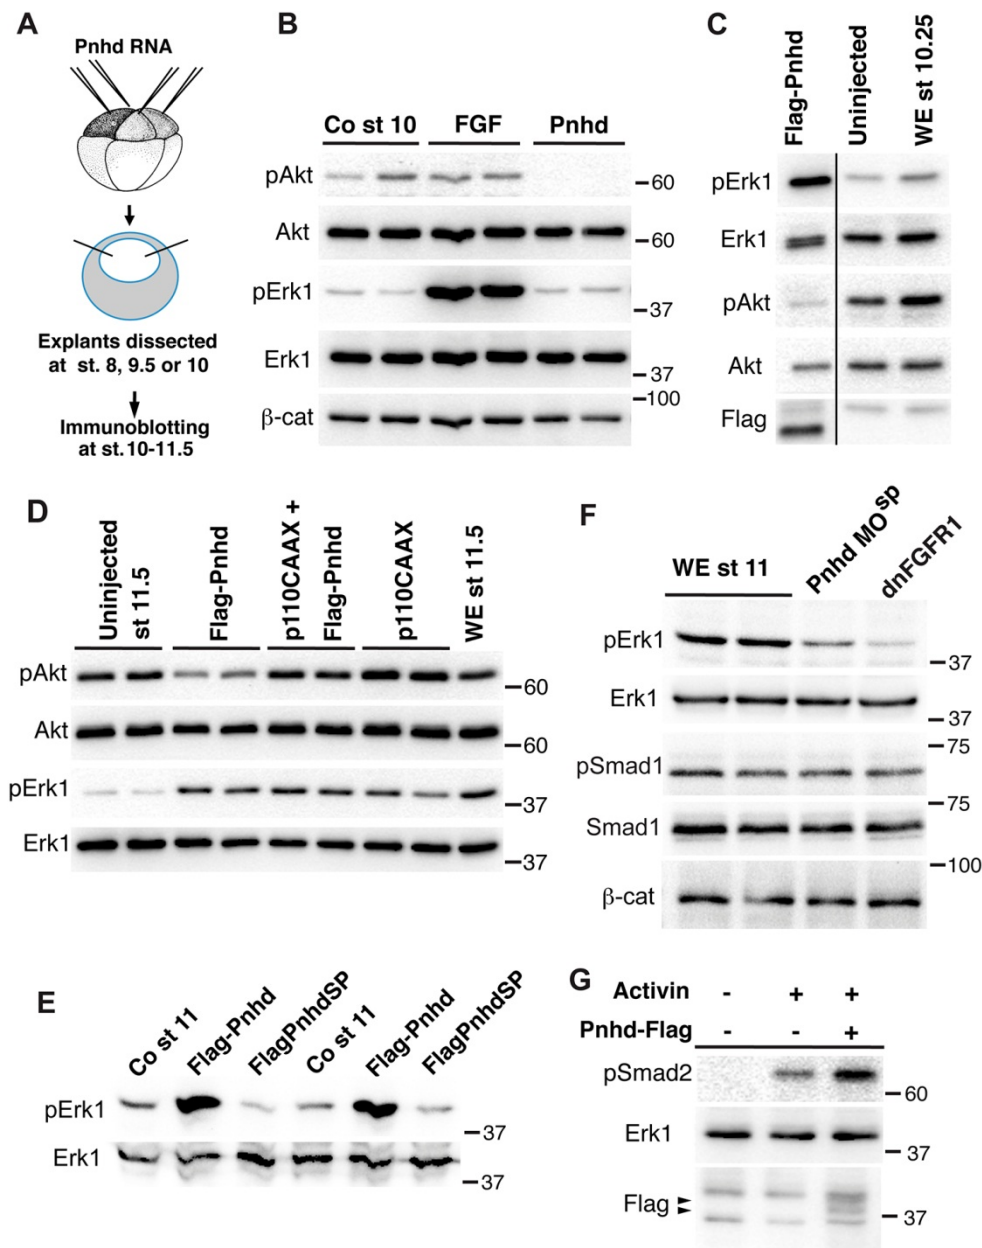 A
Pnhd RNA
Explants dissected
at st. 8, 9.5 or 10
Immunoblotting
at st.10-11.5
B
Co st 10 FGF Pnhd
pAkt 60
Akt 60
pErk1 37
Erk1 37
100
β-cat
C
Flag-Pnhd
Uninjected
WE st 10.25
pErk1
Erk1
pAkt
Akt
Flag
D
Uninjected
st 11.5
Flag-Pnhd
p110CAAX +
Flag-Pnhd
p110CAAX
WE st 11.5
pAkt 60
Akt 60
pErk1 37
Erk1 37
F
WE st 11
Pnhd MOsp
dnFGFR1
pErk1 37
Erk1 37
75
pSmad1
75
Smad1
100
β-cat
E
Co st 11
Flag-Pnhd
FlagPnhdSP
Co st 11
Flag-Pnhd
FlagPnhdSP
pErk1 37
Erk1 37
G
Activin - + +
Pnhd-Flag - - +
pSmad2 60
Erk1 37
Flag 37